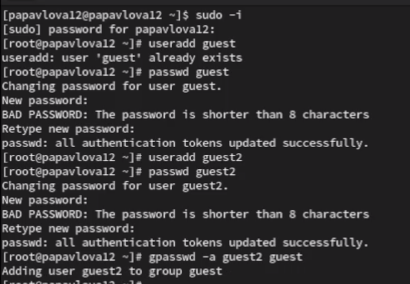 [papavlova12@papavlova12 ~]$ sudo -i
[sudo] password for papavlova12:
[root@papavlova12 ~]# useradd guest
useradd: user 'guest' already exists
[root@papavlova12 ~]# passwd guest
Changing password for user guest.
New password:
BAD PASSWORD: The password is shorter than 8 characters
Retype new password:
passwd: all authentication tokens updated successfully.
[root@papavlova12 ~]# useradd guest2
[root@papavlova12 ~]# passwd guest2
Changing password for user guest2.
New password:
BAD PASSWORD: The password is shorter than 8 characters
Retype new password:
passwd: all authentication tokens updated successfully.
[root@papavlova12 ~]# gpasswd -a guest2 guest
Adding user guest2 to group guest
[root@papavlova12 ~]#